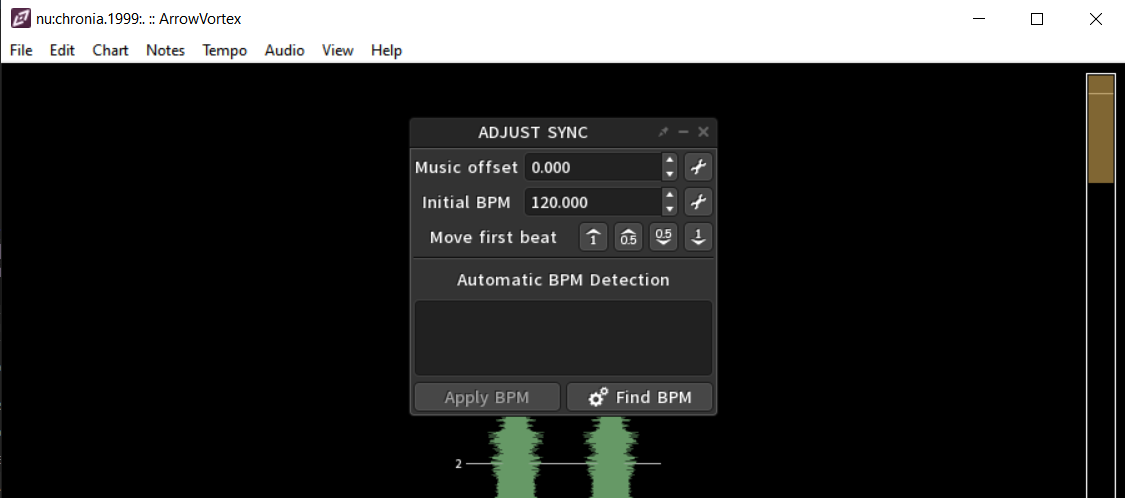 nu:chronia.1999:. :: ArrowVortex
File Edit Chart Notes Tempo Audio View Help
ADJUST SYNC
Music offset 0.000
Initial BPM 120.000
Move first beat 1 0.5 0.5 1
Automatic BPM Detection
Apply BPM Find BPM
2